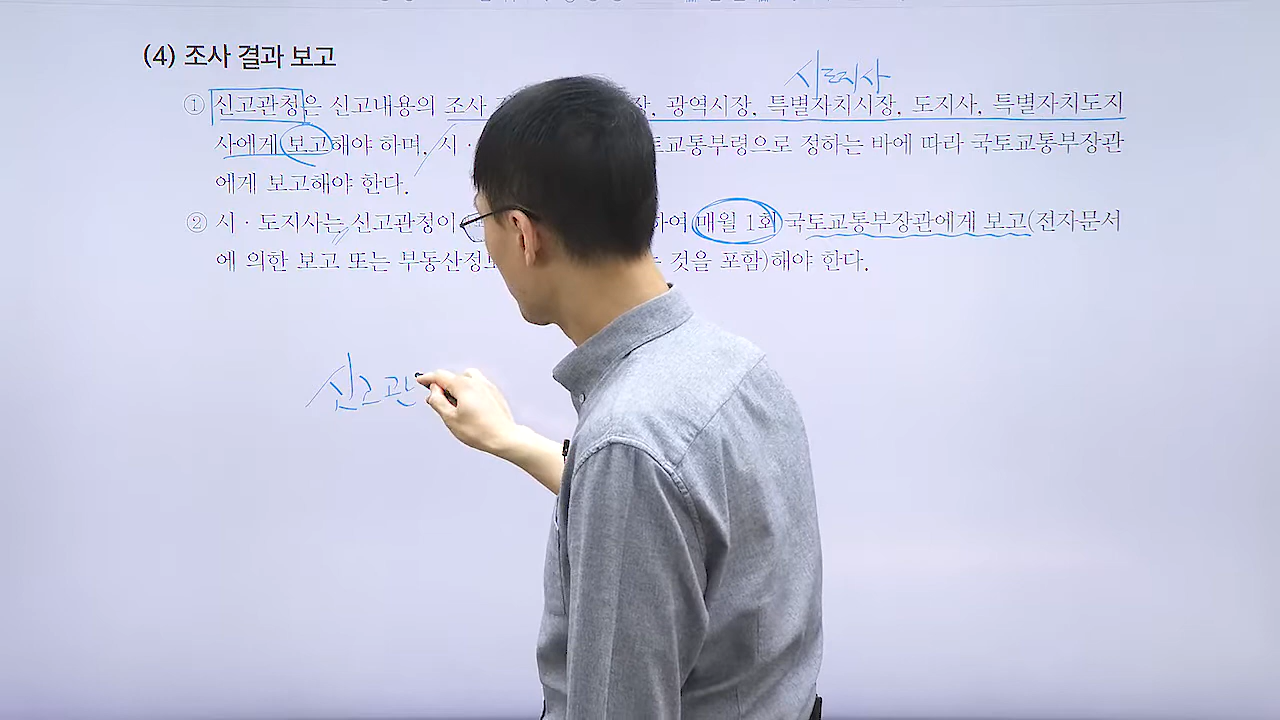 (4) 조사 결과 보고
시도지사
① 신고관청은 신고내용의 조사 장, 광역시장, 특별자치시장, 도지사, 특별자치도지
사에게 보고해야 하며, 시 · 토교통부령으로 정하는 바에 따라 국토교통부장관
에게 보고해야 한다.
② 시 · 도지사는 신고관청이 하여 매월 1회 국토교통부장관에게 보고(전자문서
에 의한 보고 또는 부동산정 것을 포함)해야 한다.
신고관